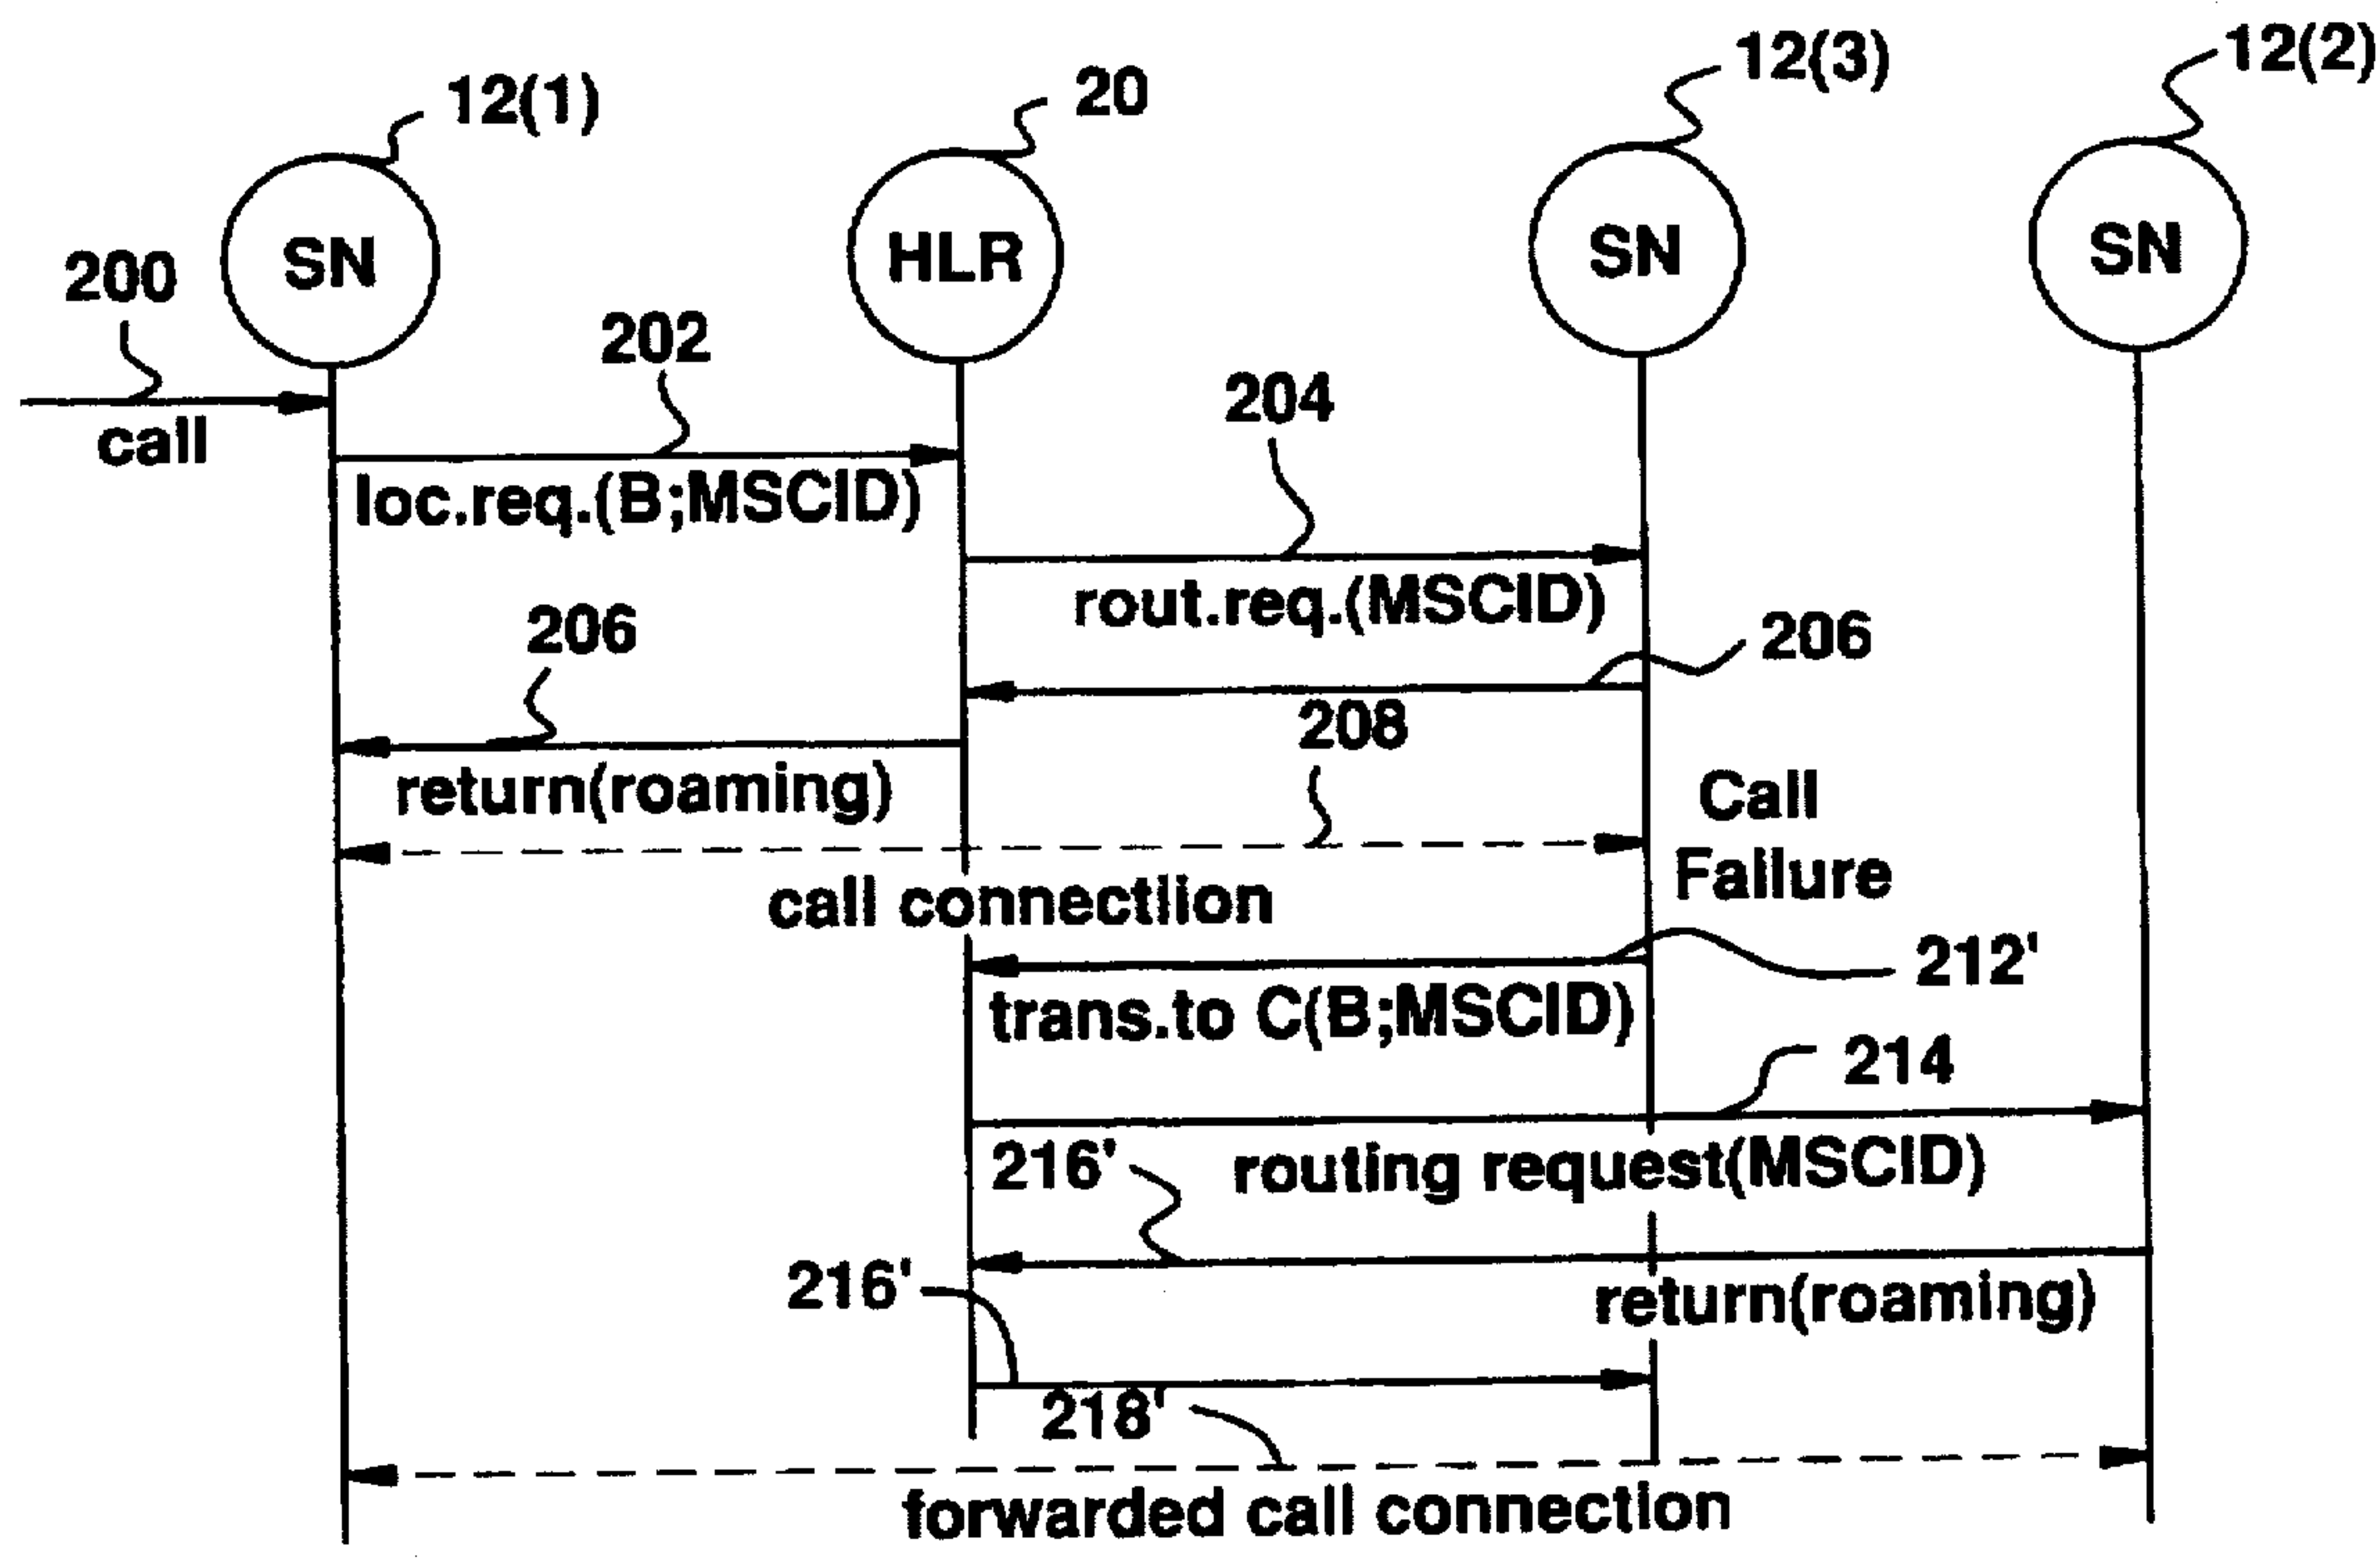 12(1)
20
12(3)
12(2)
SN
HLR
SN
SN
200
call
202
loc.req.(B;MSCID)
204
rout.req.(MSCID)
206
206
return(roaming)
208
Call
Failure
call connectiion
212'
trans.to C(B;MSCID)
214
216'
routing request(MSCID)
216'
return(roaming)
218'
forwarded call connection